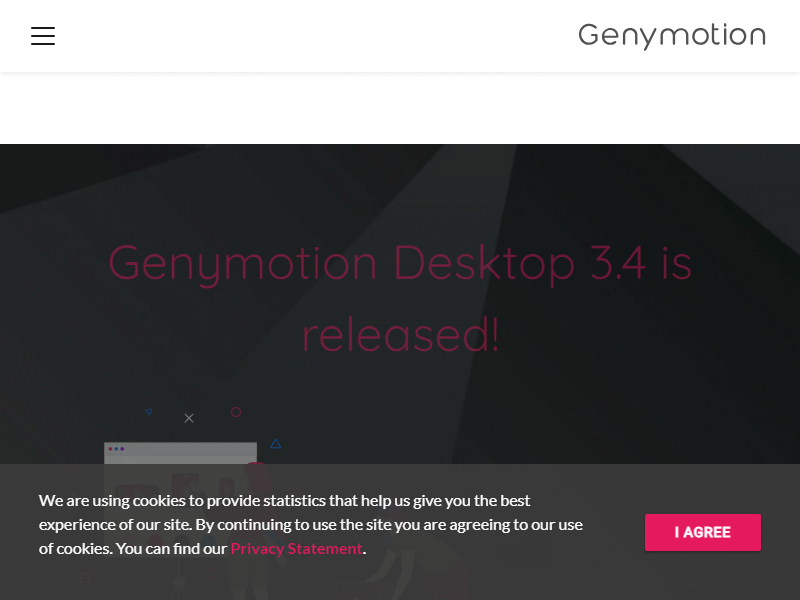 Genymotion
Genymotion Desktop 3.4 is
released!
We are using cookies to provide statistics that help us give you the best
experience of our site. By continuing to use the site you are agreeing to our use
of cookies. You can find our Privacy Statement.
I AGREE